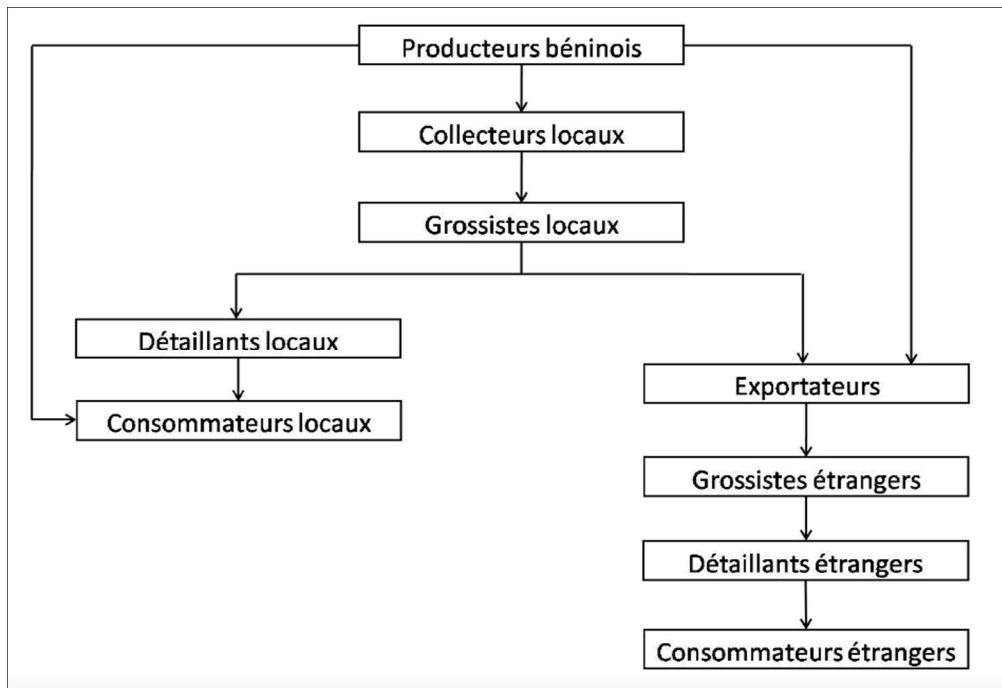 Producteurs béninois
Collecteurs locaux
Grossistes locaux
Détaillants locaux
Consommateurs locaux
Exportateurs
Grossistes étrangers
Détaillants étrangers
Consommateurs étrangers